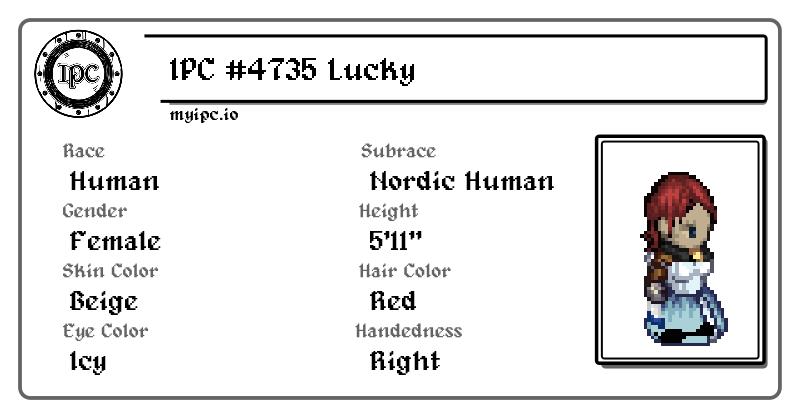 IPC
IPC #4735 Lucky
myipc.io
Race
Human
Subrace
Nordic Human
Gender
Female
Height
5'11"
Skin Color
Beige
Hair Color
Red
Eye Color
Icy
Handedness
Right